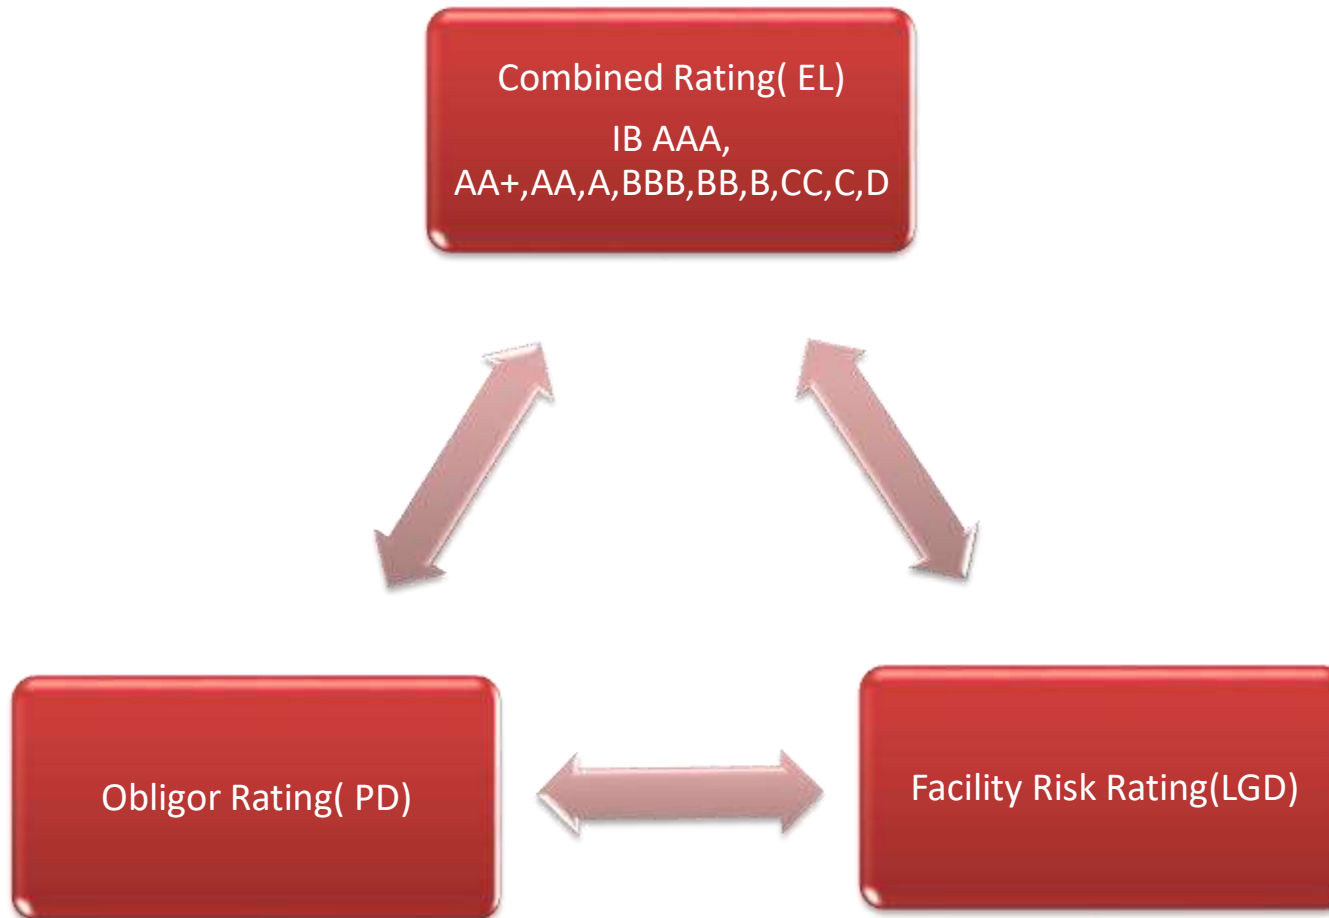 Combined Rating( EL)
IB AAA,
AA+,AA,A,BBB,BB,B,CC,C,D
Obligor Rating( PD)
Facility Risk Rating(LGD)